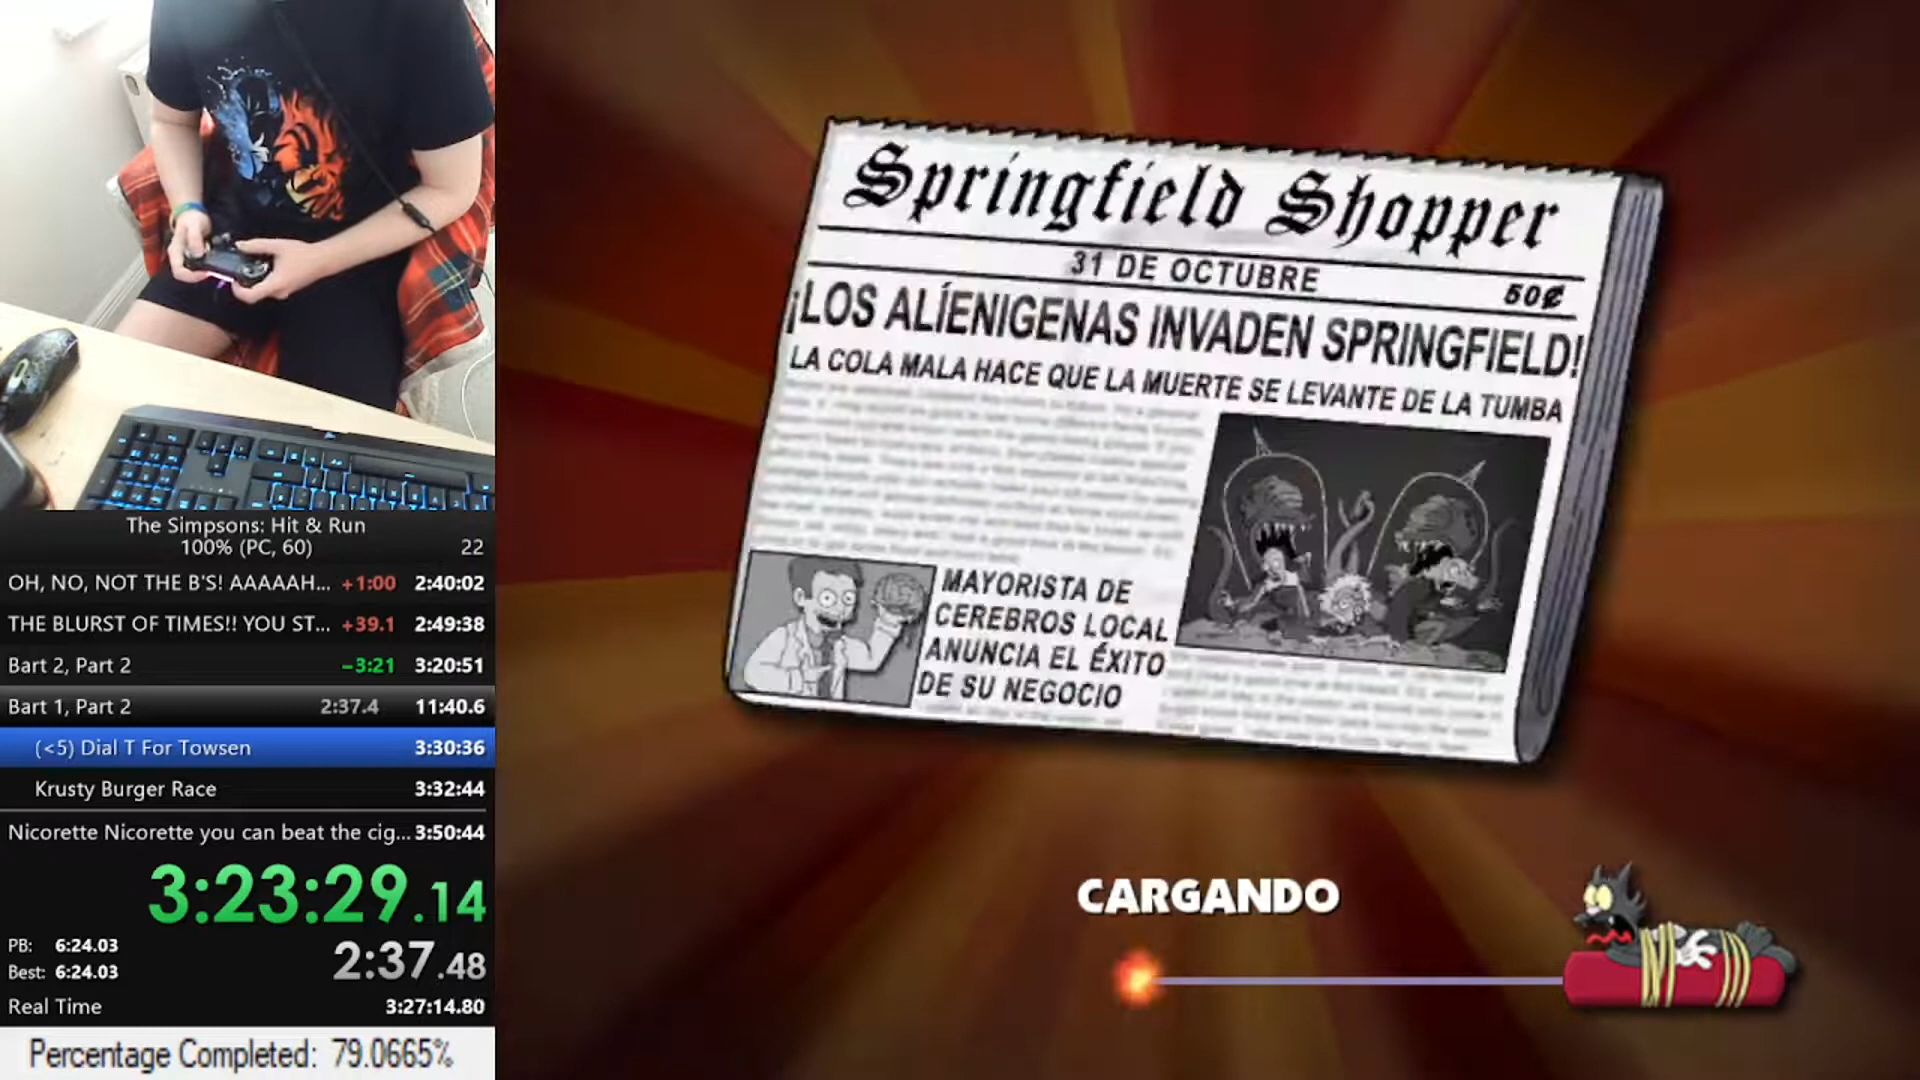 The Simpsons: Hit & Run
100% (PC, 60) 22
OH, NO, NOT THE B'S! AAAAAH... +1:00 2:40:02
THE BLURST OF TIMES!! YOU ST... +39.1 2:49:38
Bart 2, Part 2 −3:21 3:20:51
Bart 1, Part 2 2:37.4 11:40.6
(<5) Dial T For Towsen 3:30:36
Krusty Burger Race 3:32:44
Nicorette Nicorette you can beat the cig... 3:50:44
3:23:29.14
PB: 6:24.03
2:37.48
Best: 6:24.03
Real Time 3:27:14.80
Percentage Completed: 79.0665%
Springfield Shopper
31 DE OCTUBRE
50¢
¡LOS ALÍENIGENAS INVADEN SPRINGFIELD!
LA COLA MALA HACE QUE LA MUERTE SE LEVANTE DE LA TUMBA
MAYORISTA DE
CEREBROS LOCAL
ANUNCIA EL ÉXITO
DE SU NEGOCIO
CARGANDO